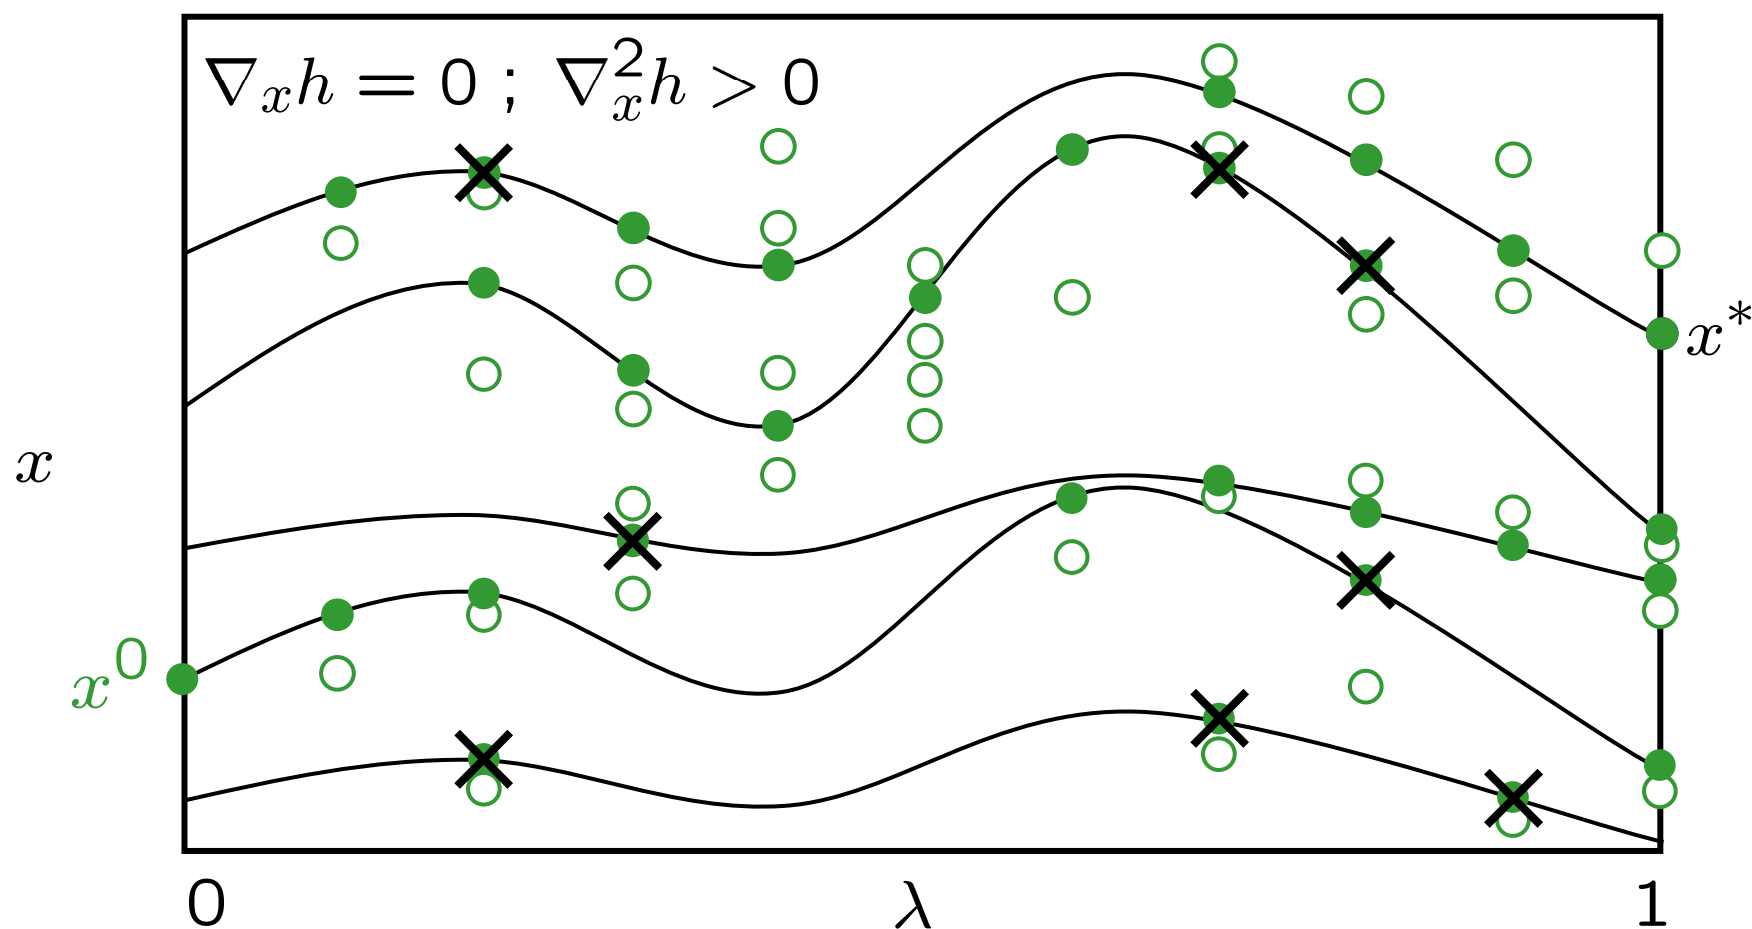 ∇ₓh = 0 ; ∇ₓ²h > 0
x*
x
x⁰
0
λ
1